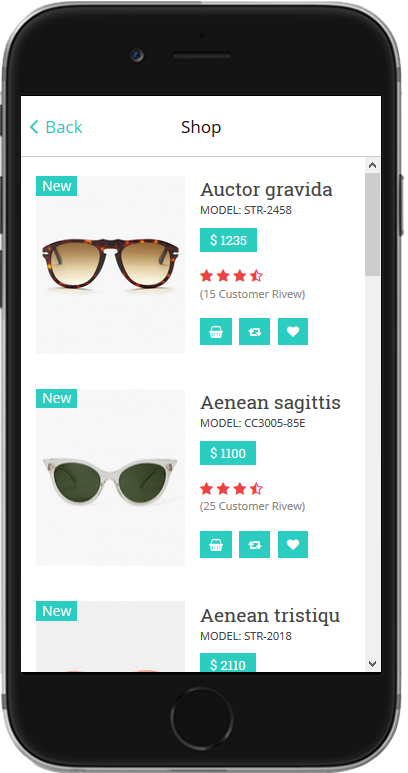 Back
Shop
New
Auctor gravida
MODEL: STR-2458
$ 1235
(15 Customer Rivew)
New
Aenean sagittis
MODEL: CC3005-85E
$ 1100
(25 Customer Rivew)
New
Aenean tristiqu
MODEL: STR-2018
$ 2110